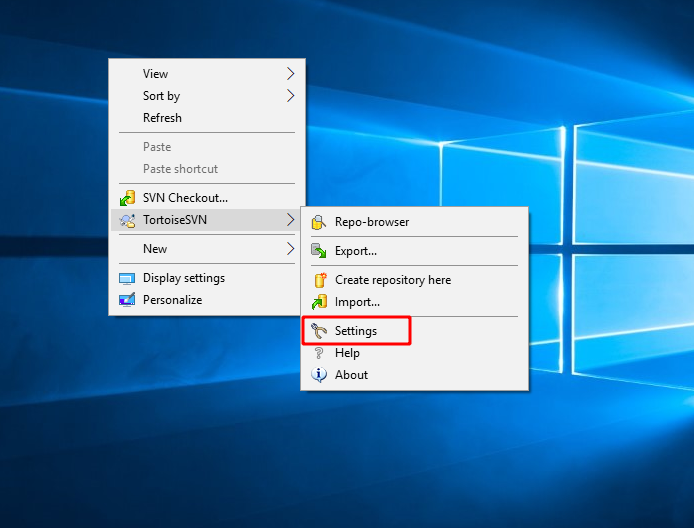 View
Sort by
Refresh
Paste
Paste shortcut
SVN Checkout...
TortoiseSVN
New
Display settings
Personalize
Repo-browser
Export...
Create repository here
Import...
Settings
Help
About